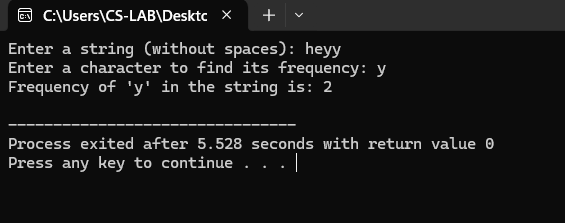 C:\Users\CS-LAB\Desktc
Enter a string (without spaces): heyy
Enter a character to find its frequency: y
Frequency of 'y' in the string is: 2
--------------------------------
Process exited after 5.528 seconds with return value 0
Press any key to continue . . .